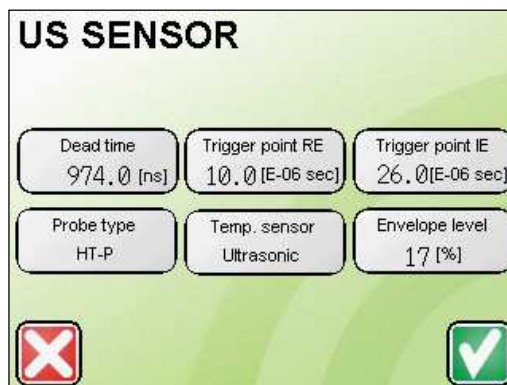 US SENSOR
Dead time
974.0 [ns]
Trigger point RE
10.0 [E-06 sec]
Trigger point IE
26.0 [E-06 sec]
Probe type
HT-P
Temp. sensor
Ultrasonic
Envelope level
17 [%]